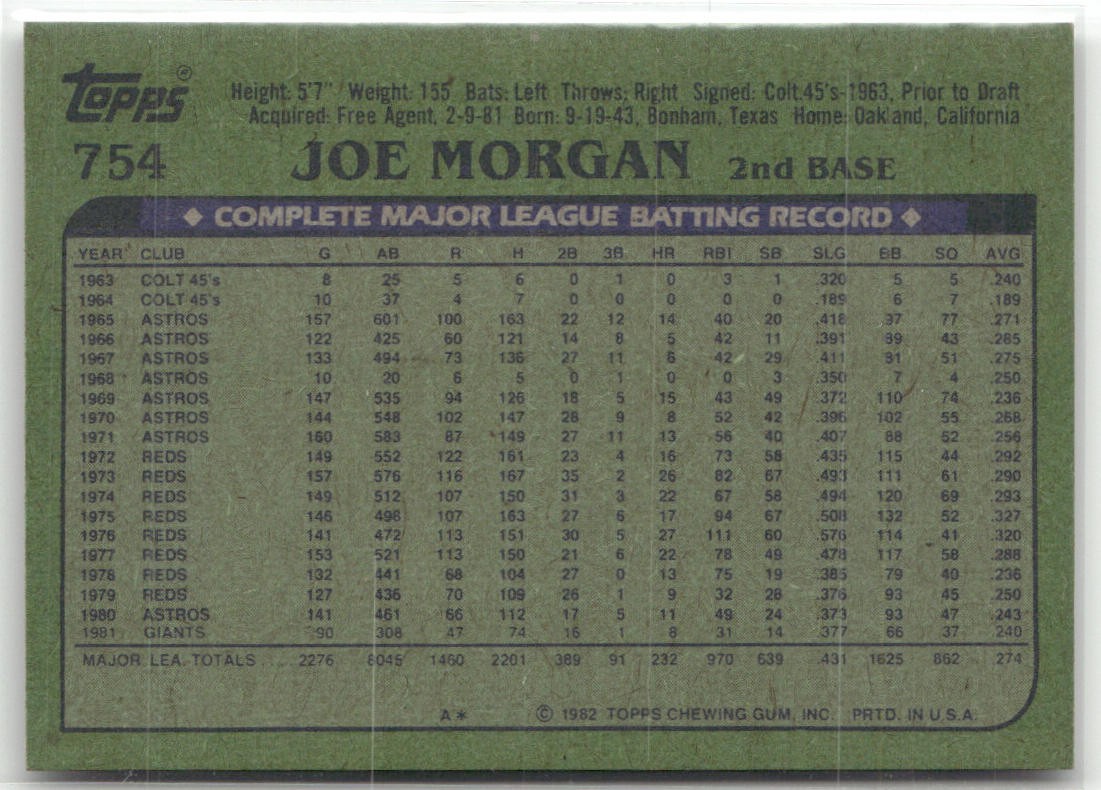 Topps®
Height: 5'7" Weight: 155 Bats: Left Throws: Right Signed: Colt.45's-1963, Prior to Draft
Acquired: Free Agent, 2-9-81 Born: 9-19-43, Bonham, Texas Home: Oakland, California
754 JOE MORGAN 2nd BASE
◆ COMPLETE MAJOR LEAGUE BATTING RECORD ◆
YEAR CLUB G AB R H 2B 3B HR RBI SB SLG BB SO AVG
1963 COLT 45's 8 25 5 6 0 1 0 3 1 .320 5 5 .240
1964 COLT 45's 10 37 4 7 0 0 0 0 0 .189 6 7 .189
1965 ASTROS 157 601 100 163 22 12 14 40 20 .418 97 77 .271
1966 ASTROS 122 425 60 121 14 8 5 42 11 .391 89 43 .285
1967 ASTROS 133 494 73 136 27 11 6 42 29 .411 81 51 .275
1968 ASTROS 10 20 6 5 0 1 0 0 3 .350 7 4 .250
1969 ASTROS 147 535 94 126 18 5 15 43 49 .372 110 74 .236
1970 ASTROS 144 548 102 147 28 9 8 52 42 .396 102 55 .268
1971 ASTROS 160 583 87 149 27 11 13 56 40 .407 88 52 .256
1972 REDS 149 552 122 161 23 4 16 73 58 .435 115 44 .292
1973 REDS 157 576 116 167 35 2 26 82 67 .493 111 61 .290
1974 REDS 149 512 107 150 31 3 22 67 58 .494 120 69 .293
1975 REDS 146 498 107 163 27 6 17 94 67 .508 132 52 .327
1976 REDS 141 472 113 151 30 5 27 111 60 .576 114 41 .320
1977 REDS 153 521 113 150 21 6 22 78 49 .478 117 58 .288
1978 REDS 132 441 68 104 27 0 13 75 19 .385 79 40 .236
1979 REDS 127 436 70 109 26 1 9 32 28 .376 93 45 .250
1980 ASTROS 141 461 66 112 17 5 11 49 24 .373 93 47 .243
1981 GIANTS 90 308 47 74 16 1 8 31 14 .377 66 37 .240
MAJOR LEA. TOTALS 2276 8045 1460 2201 389 91 232 970 639 .431 1625 862 .274
A* © 1982 TOPPS CHEWING GUM, INC. PRTD. IN U.S.A.